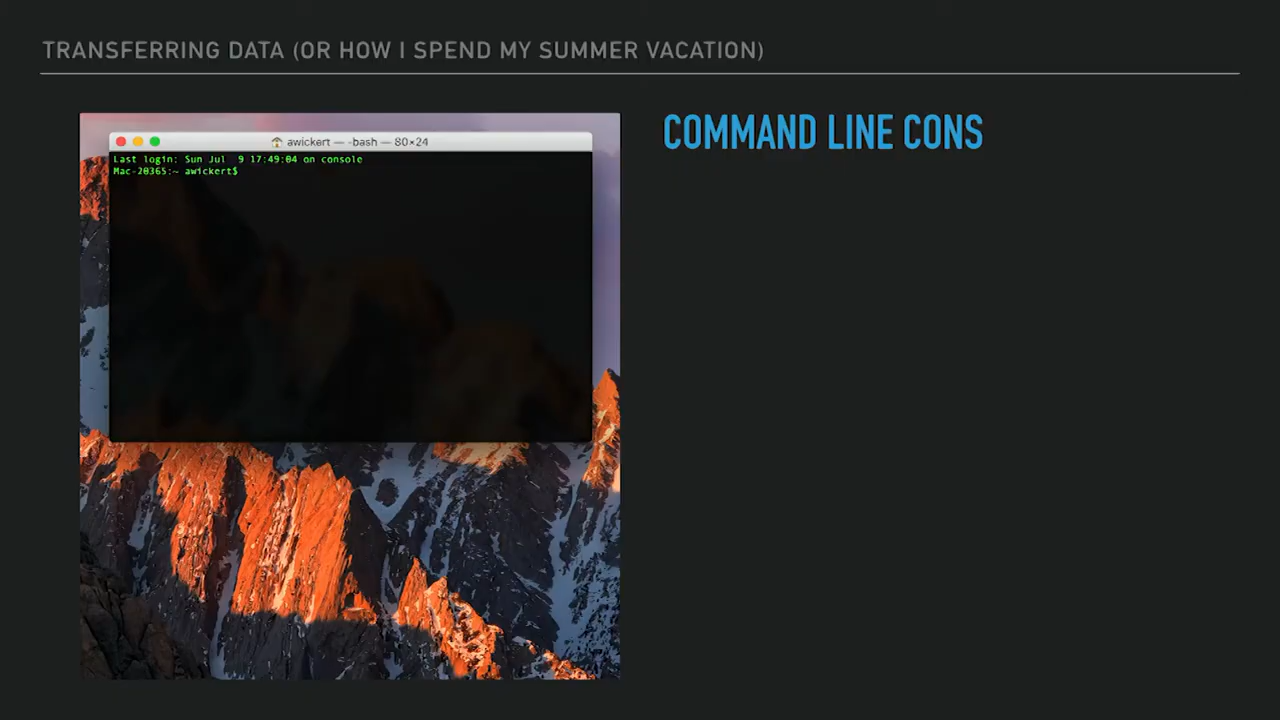 TRANSFERRING DATA (OR HOW I SPEND MY SUMMER VACATION)
awickert — -bash — 80×24
Last login: Sun Jul  9 17:49:04 on console
Mac-20365:~ awickert$
COMMAND LINE CONS